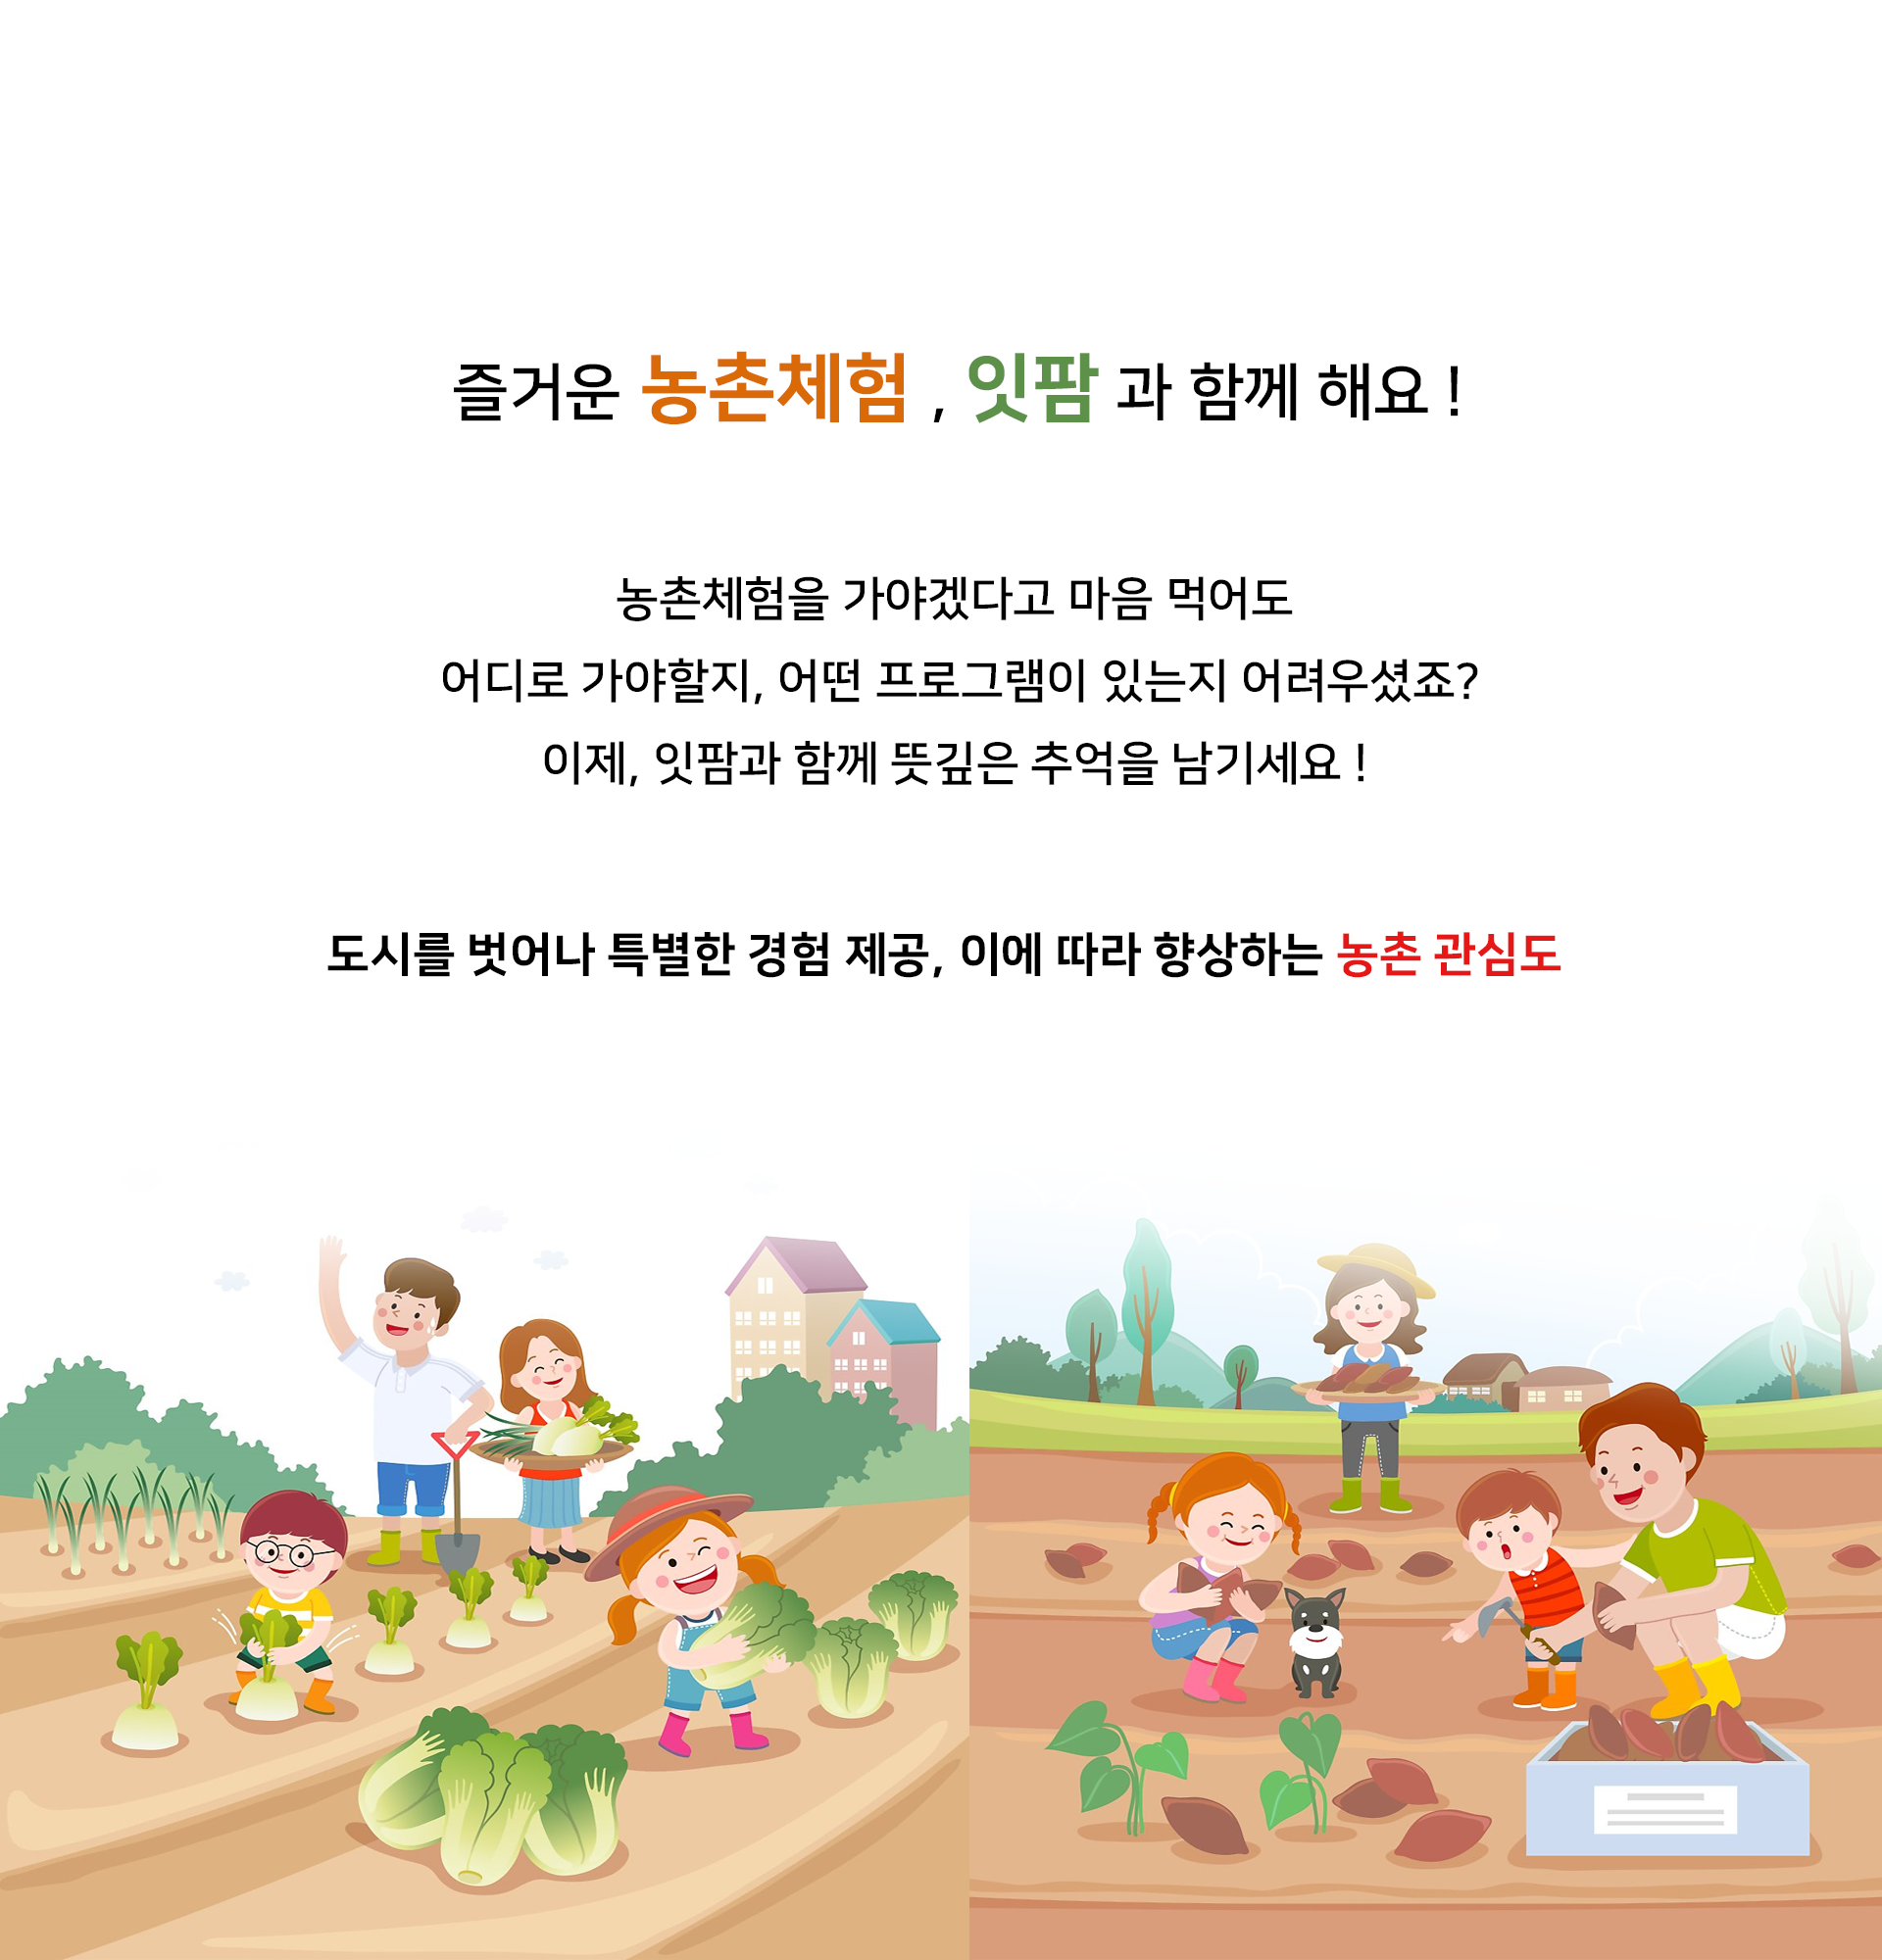 즐거운 농촌체험 , 잇팜 과 함께 해요 !
농촌체험을 가야겠다고 마음 먹어도
어디로 가야할지, 어떤 프로그램이 있는지 어려우셨죠?
이제, 잇팜과 함께 뜻깊은 추억을 남기세요 !
도시를 벗어나 특별한 경험 제공, 이에 따라 향상하는 농촌 관심도